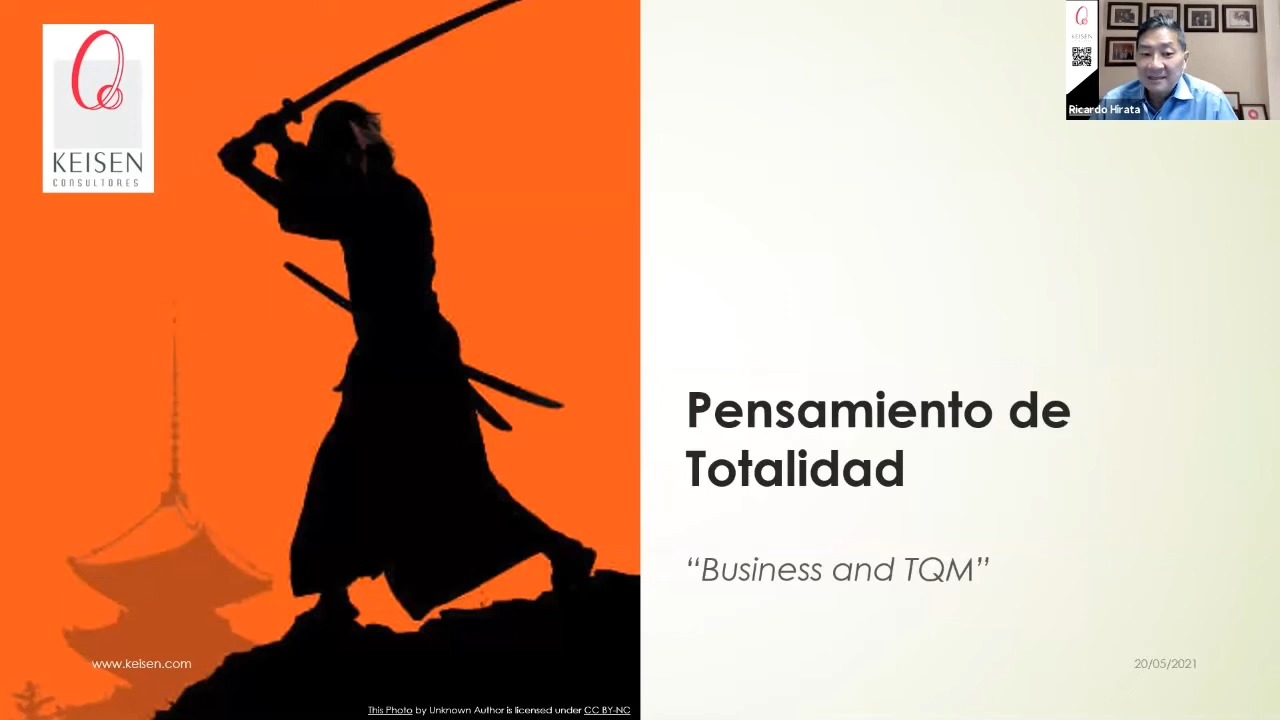 KEISEN
CONSULTORES
KEISEN
Ricardo Hirata
Pensamiento de
Totalidad
“Business and TQM”
www.keisen.com
20/05/2021
This Photo by Unknown Author is licensed under CC BY-NC